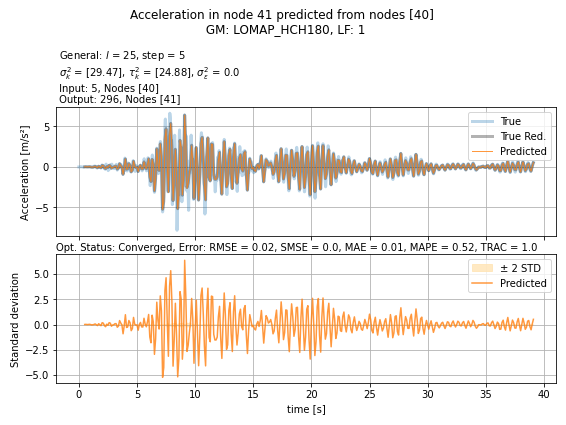 Acceleration in node 41 predicted from nodes [40]
GM: LOMAP_HCH180, LF: 1
General: l = 25, step = 5
σ²ₖ = [29.47], τ²ₖ = [24.88], σ²ε = 0.0
Input: 5, Nodes [40]
Output: 296, Nodes [41]
Acceleration [m/s²]
5
0
−5
True
True Red.
Predicted
Opt. Status: Converged, Error: RMSE = 0.02, SMSE = 0.0, MAE = 0.01, MAPE = 0.52, TRAC = 1.0
Standard deviation
5.0
2.5
0.0
−2.5
−5.0
± 2 STD
Predicted
0 5 10 15 20 25 30 35 40
time [s]